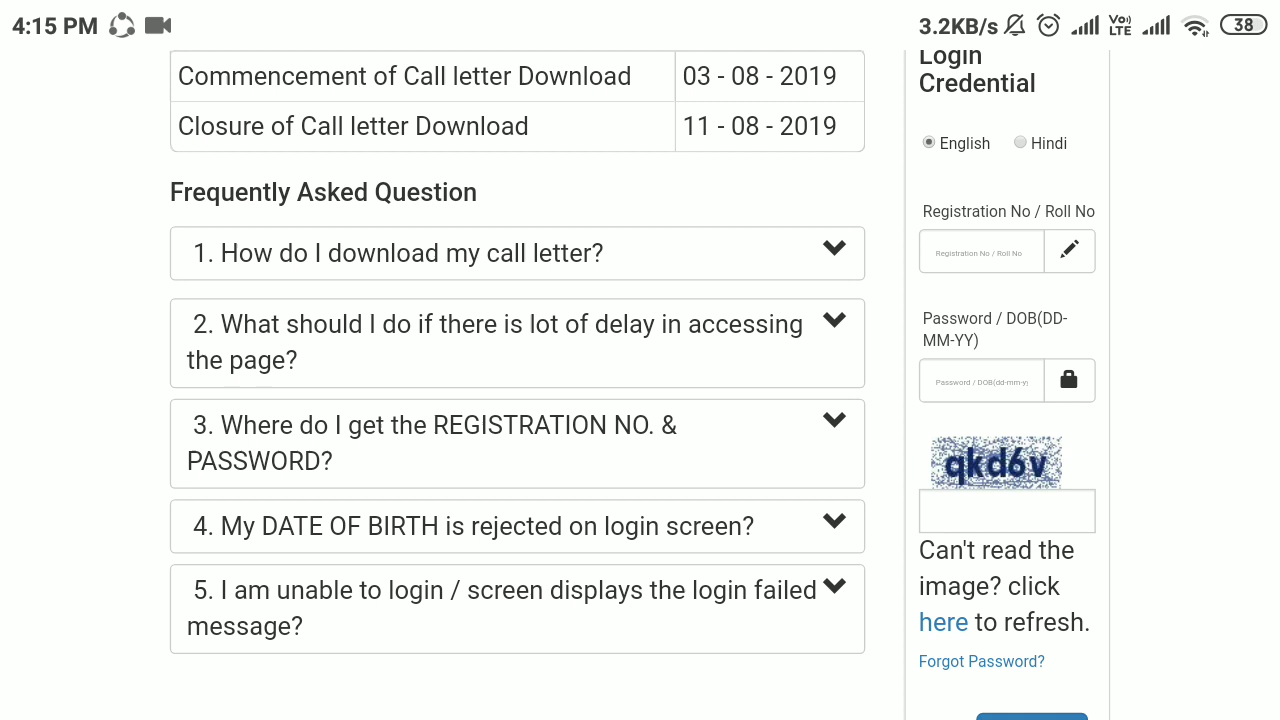 4:15 PM
3.2KB/s
Vo)) LTE
38
Commencement of Call letter Download 03 - 08 - 2019
Closure of Call letter Download 11 - 08 - 2019
Frequently Asked Question
1. How do I download my call letter?
2. What should I do if there is lot of delay in accessing
the page?
3. Where do I get the REGISTRATION NO. &
PASSWORD?
4. My DATE OF BIRTH is rejected on login screen?
5. I am unable to login / screen displays the login failed
message?
Login
Credential
English Hindi
Registration No / Roll No
Registration No / Roll No
Password / DOB(DD-
MM-YY)
Password / DOB(dd-mm-y
qkd6v
Can't read the
image? click
here to refresh.
Forgot Password?